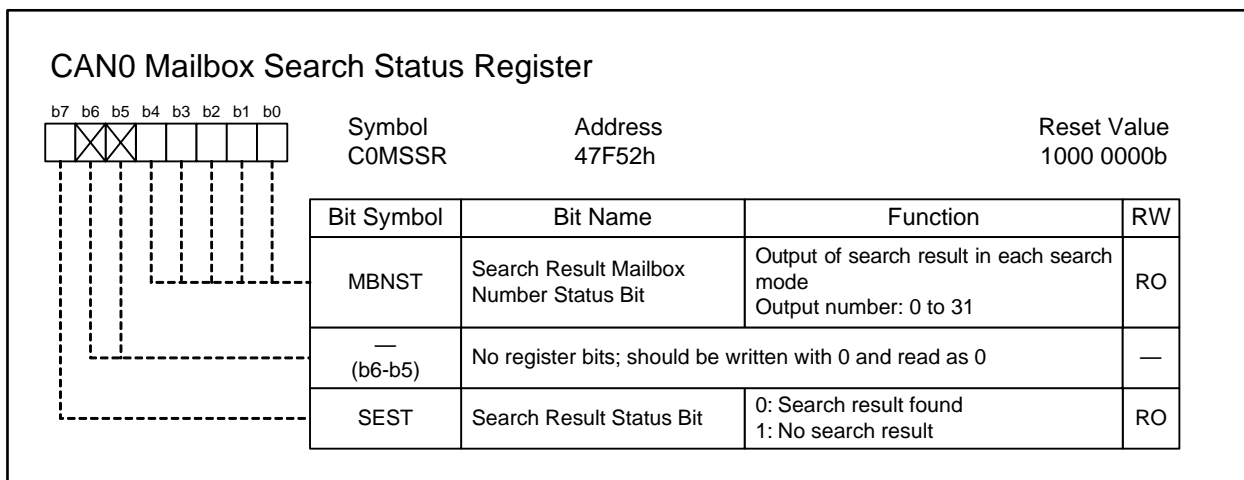 CAN0 Mailbox Search Status Register
b7 b6 b5 b4 b3 b2 b1 b0
Symbol Address Reset Value
C0MSSR 47F52h 1000 0000b
Bit Symbol Bit Name Function RW
MBNST
Search Result Mailbox
Number Status Bit
Output of search result in each search
mode
Output number: 0 to 31
RO
—
(b6-b5)
No register bits; should be written with 0 and read as 0
—
SEST
Search Result Status Bit
0: Search result found
1: No search result
RO